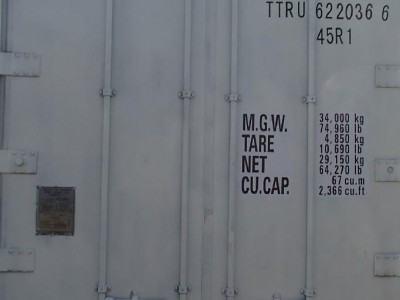 TTRU 622036 6
45R1
M.G.W. 34,000 kg
74,960 lb
TARE 4,850 kg
10,690 lb
NET 29,150 kg
64,270 lb
CU.CAP. 67 cu.m
2,366 cu.ft